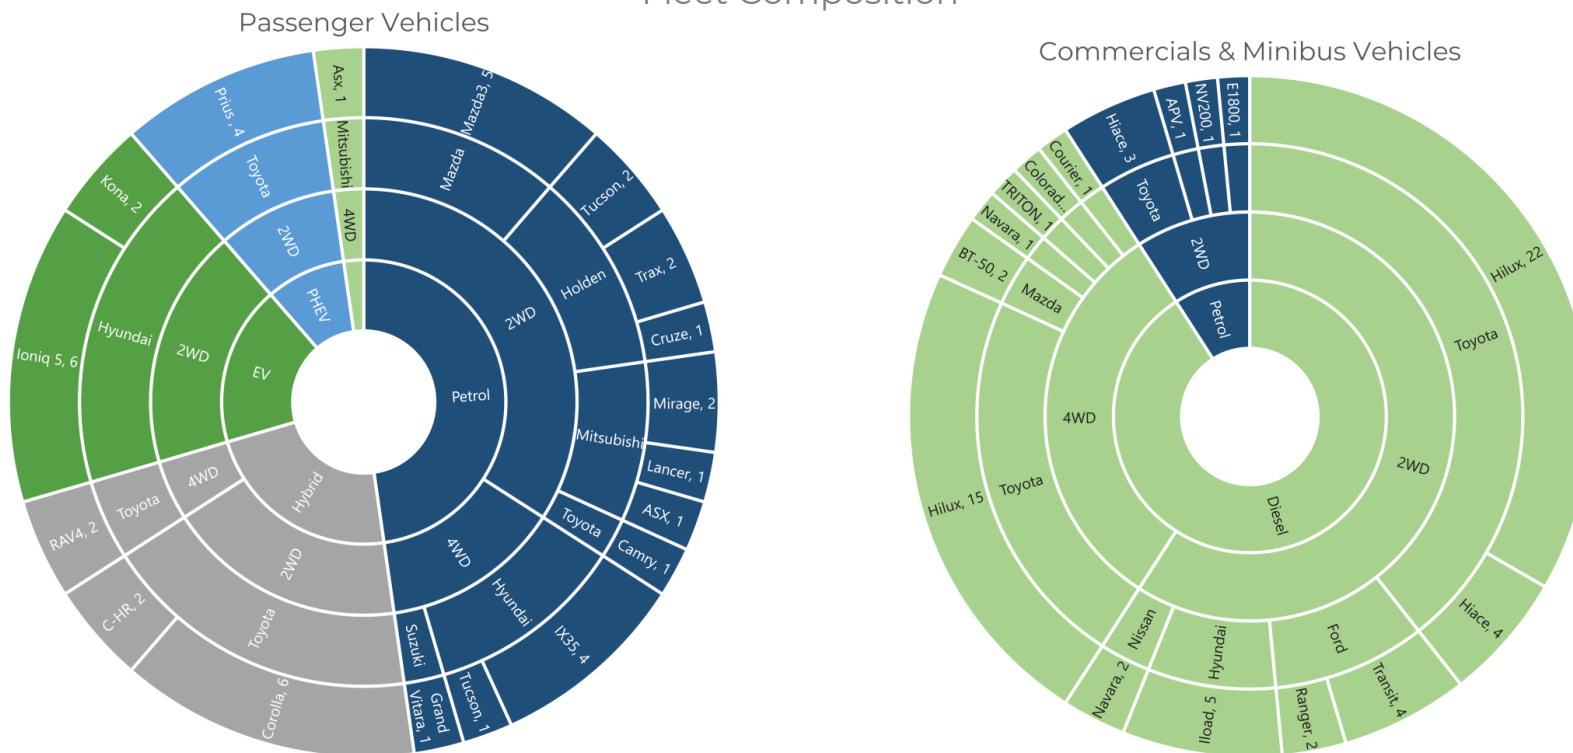 Fleet Composition
Passenger Vehicles
Commercials & Minibus Vehicles
Petrol
2WD
Mazda
Mazda3, 5
Holden
Tucson, 2
Trax, 2
Cruze, 1
Mitsubishi
Mirage, 2
Lancer, 1
ASX, 1
Toyota
Camry, 1
4WD
Hyundai
IX35, 4
Tucson, 1
Suzuki
Grand
Vitara, 1
Hybrid
2WD
Toyota
Corolla, 6
C-HR, 2
4WD
Toyota
RAV4, 2
EV
2WD
Hyundai
Ioniq 5, 6
Kona, 2
PHEV
2WD
Toyota
Prius , 4
4WD
Mitsubishi
Asx, 1
Diesel
2WD
Toyota
Hilux, 22
Hiace, 4
Ford
Transit, 4
Ranger, 2
Hyundai
Iload, 5
Nissan
Navara, 2
4WD
Toyota
Hilux, 15
Mazda
BT-50, 2
Navara, 1
TRITON, 1
Colorad...
Courier, 1
Petrol
2WD
Toyota
Hiace, 3
APV, 1
NV200, 1
E1800, 1